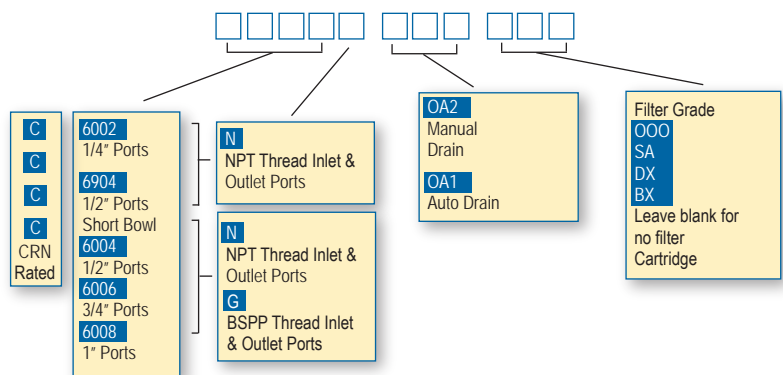 C
C
C
C
CRN
Rated
6002
1/4" Ports
6904
1/2" Ports
Short Bowl
6004
1/2" Ports
6006
3/4" Ports
6008
1" Ports
N
NPT Thread Inlet &
Outlet Ports
N
NPT Thread Inlet &
Outlet Ports
G
BSPP Thread Inlet
& Outlet Ports
OA2
Manual
Drain
OA1
Auto Drain
Filter Grade
OOO
SA
DX
BX
Leave blank for
no filter
Cartridge